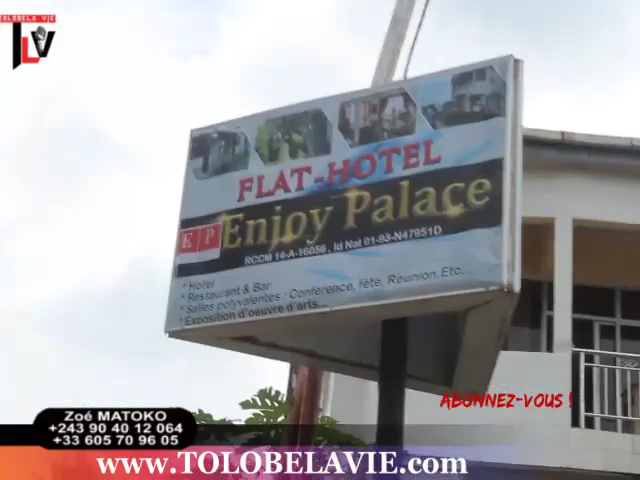 TOLOBELA VIE
TLV
FLAT-HOTEL
EP Enjoy Palace
RCCM 14-A-16056 , Id Nat 01-93-N47951D
* Hotel
* Restaurant & Bar
* Salles polyvalentes : Conférence, fête, Réunion, Etc...
* Exposition d'oeuvre d'arts...
ABONNEZ-VOUS !
Zoé MATOKO
+243 90 40 12 064
+33 605 70 96 05
www.TOLOBELAVIE.com